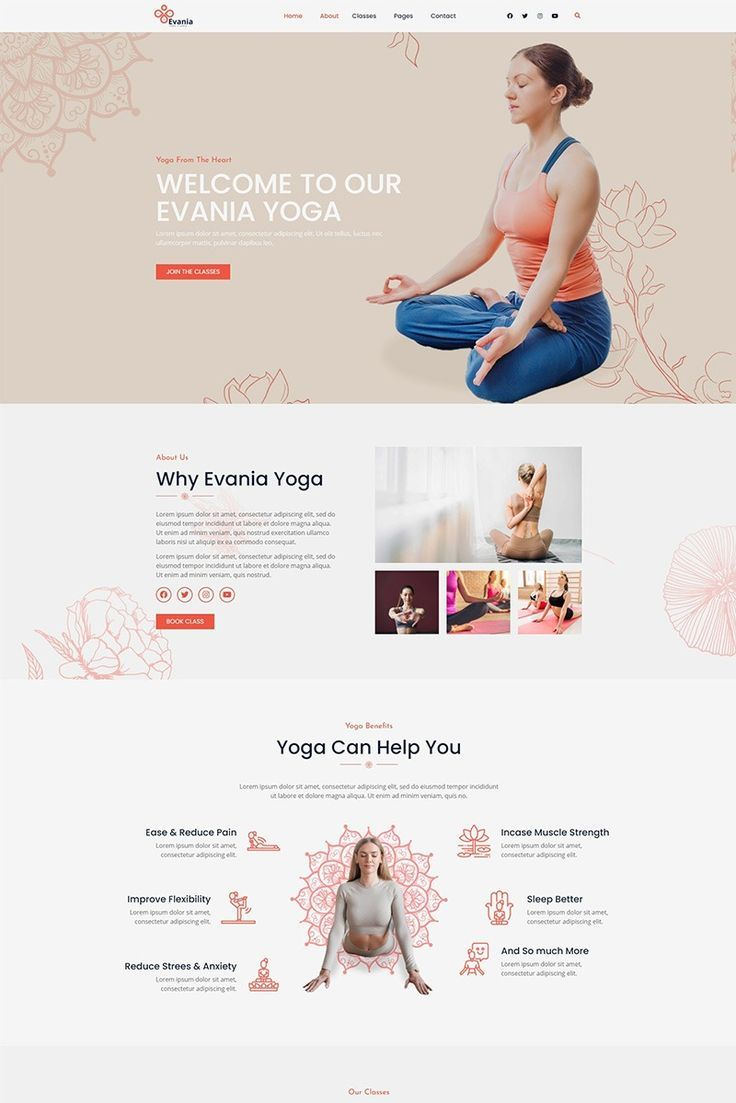 Evania
Home About Classes Pages Contact
Yoga From The Heart
WELCOME TO OUR
EVANIA YOGA
Lorem ipsum dolor sit amet, consectetur adipiscing elit. Ut elit tellus, luctus nec
ullamcorper mattis, pulvinar dapibus leo.
JOIN THE CLASSES
About Us
Why Evania Yoga
Lorem ipsum dolor sit amet, consectetur adipiscing elit, sed do
eiusmod tempor incididunt ut labore et dolore magna aliqua.
Ut enim ad minim veniam, quis nostrud exercitation ullamco
laboris nisi ut aliquip ex ea commodo consequat.
Lorem ipsum dolor sit amet, consectetur adipiscing elit, sed do
eiusmod tempor incididunt ut labore et dolore magna aliqua.
Ut enim ad minim veniam, quis nostrud.
BOOK CLASS
Yoga Benefits
Yoga Can Help You
Lorem ipsum dolor sit amet, consectetur adipiscing elit, sed do eiusmod tempor incididunt
ut labore et dolore magna aliqua. Ut enim ad minim veniam, quis no.
Ease & Reduce Pain
Lorem ipsum dolor sit amet,
consectetur adipiscing elit.
Improve Flexibility
Lorem ipsum dolor sit amet,
consectetur adipiscing elit.
Reduce Strees & Anxiety
Lorem ipsum dolor sit amet,
consectetur adipiscing elit.
Incase Muscle Strength
Lorem ipsum dolor sit amet,
consectetur adipiscing elit.
Sleep Better
Lorem ipsum dolor sit amet,
consectetur adipiscing elit.
And So much More
Lorem ipsum dolor sit amet,
consectetur adipiscing elit.
Our Classes